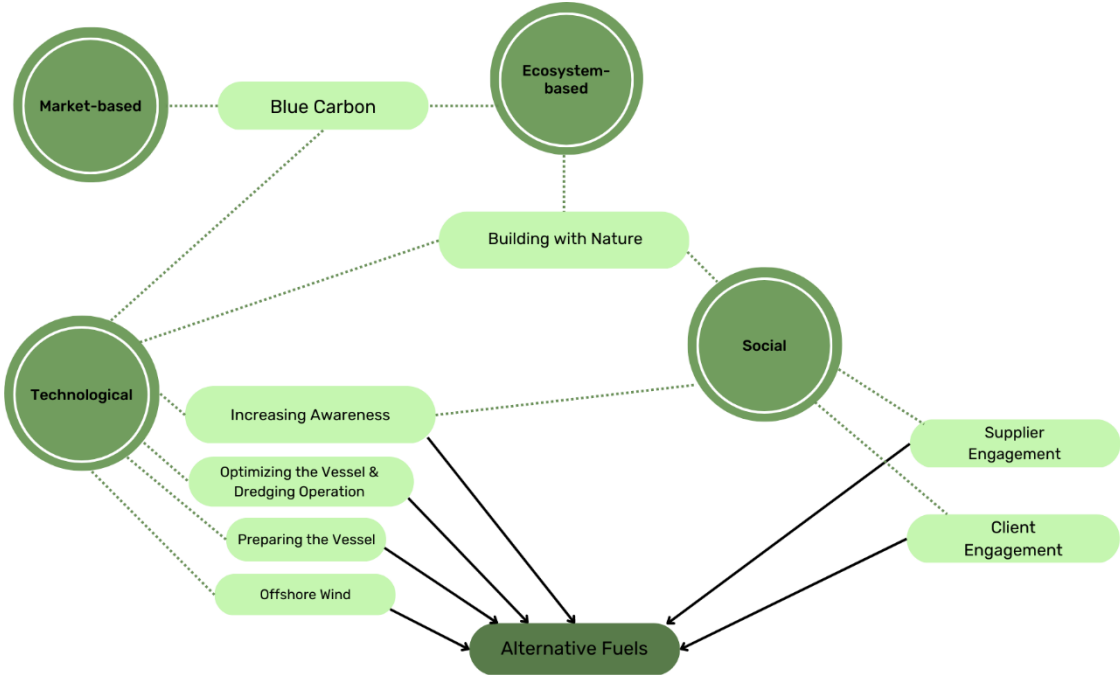 Market-based
Blue Carbon
Ecosystem-
based
Building with Nature
Social
Technological
Increasing Awareness
Optimizing the Vessel &
Dredging Operation
Preparing the Vessel
Offshore Wind
Supplier
Engagement
Client
Engagement
Alternative Fuels